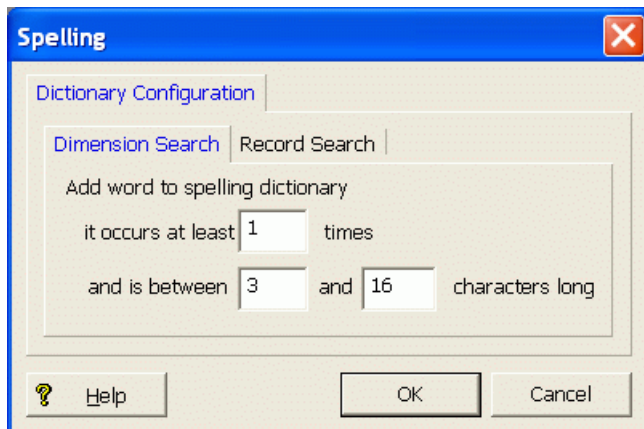 Spelling
Dictionary Configuration
Dimension Search Record Search
Add word to spelling dictionary
it occurs at least 1 times
and is between 3 and 16 characters long
? Help OK Cancel